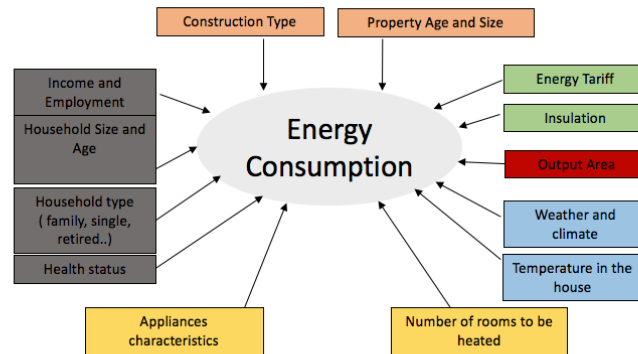 Construction Type
Property Age and Size
Income and
Employment
Household Size and
Age
Household type
( family, single,
retired..)
Health status
Energy
Consumption
Energy Tariff
Insulation
Output Area
Weather and
climate
Temperature in the
house
Appliances
characteristics
Number of rooms to be
heated